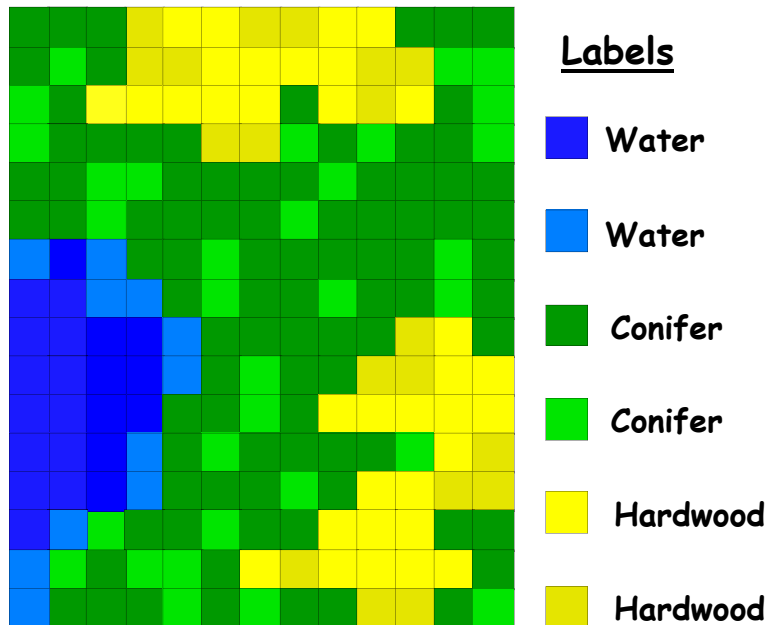 Labels
Water
Water
Conifer
Conifer
Hardwood
Hardwood